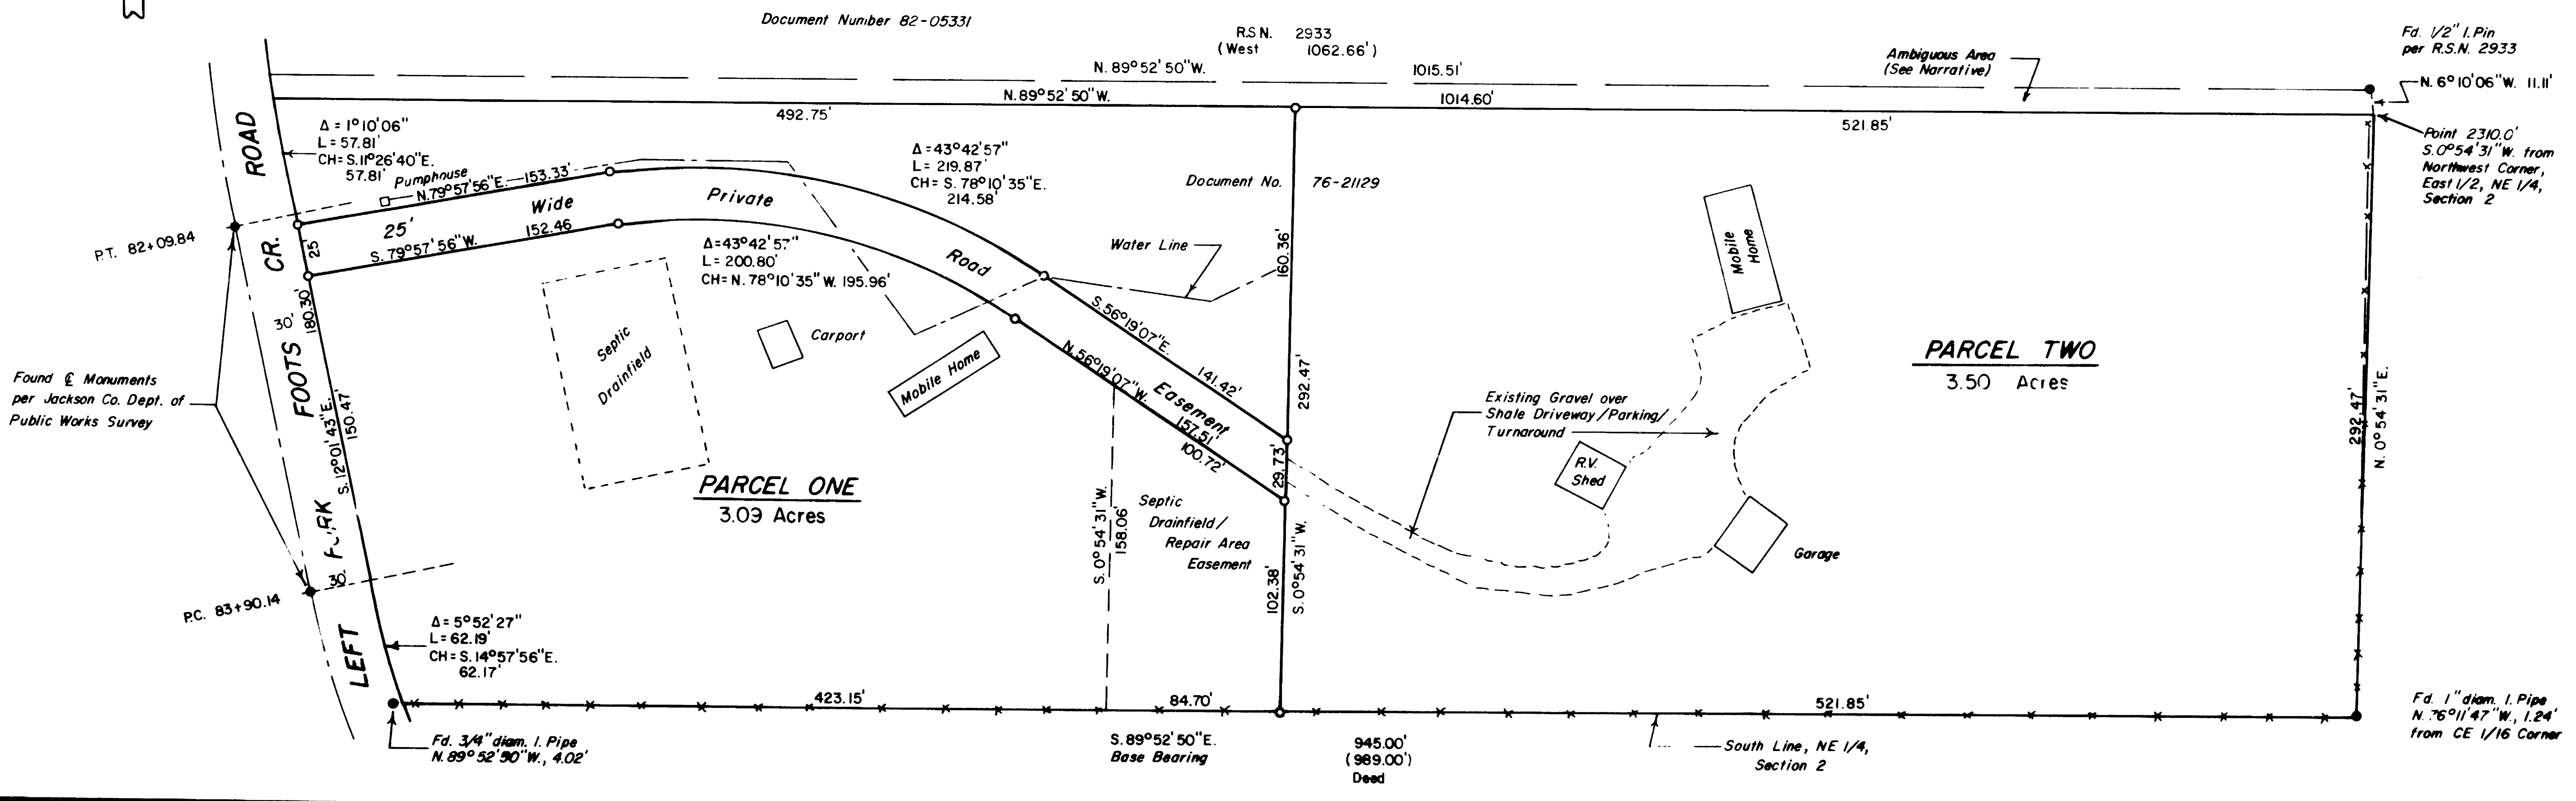 Document Number 82-05331
R.S.N. 2933
(West 1062.66')
N. 89°52'50"W. 1015.51'
Ambiguous Area
(See Narrative)
Fd. 1/2" I. Pin
per R.S.N. 2933
N. 6°10'06"W. 11.11'
N. 89°52'50"W. 1014.60'
492.75'
521.85'
Point 2310.0'
S. 0°54'31"W. from
Northwest Corner,
East 1/2, NE 1/4,
Section 2
Δ = 1°10'06"
L = 57.81'
CH= S.11°26'40"E.
57.81'
Pumphouse
N.79°57'56"E. 153.33'
Δ=43°42'57"
L = 219.87'
CH = S. 78°10'35"E.
214.58'
Document No. 76-21129
25' Wide Private Road Easement
S. 79°57'56"W. 152.46
25'
P.T. 82+09.84
Δ=43°42'57"
L = 200.80'
CH= N. 78°10'35"W. 195.96'
Water Line
160.36'
Mobile
Home
180.30'
30'
LEFT FORK FOOTS CR. ROAD
Septic
Drainfield
Carport
Mobile Home
S.56°19'07"E. 141.42'
N.56°19'07"W. 157.51'
100.72'
292.47'
PARCEL TWO
3.50 Acres
292.47'
N. 0°54'31"E.
Found ℄ Monuments
per Jackson Co. Dept. of
Public Works Survey
S. 12°01'43"E.
150.47'
Existing Gravel over
Shale Driveway/Parking/
Turnaround
R.V.
Shed
29.73'
PARCEL ONE
3.09 Acres
S. 0°54'31"W.
158.06'
Septic
Drainfield/
Repair Area
Easement
102.38'
S. 0°54'31"W.
Garage
30'
P.C. 83+90.14
Δ = 5°52'27"
L = 62.19'
CH= S.14°57'56"E.
62.17'
423.15'
84.70'
521.85'
Fd. 3/4" diam. I. Pipe
N. 89°52'50"W., 4.02'
S. 89°52'50"E. 945.00'
Base Bearing (989.00')
Deed
South Line, NE 1/4,
Section 2
Fd. 1" diam. I. Pipe
N. 76°11'47"W., 1.24'
from CE 1/16 Corner